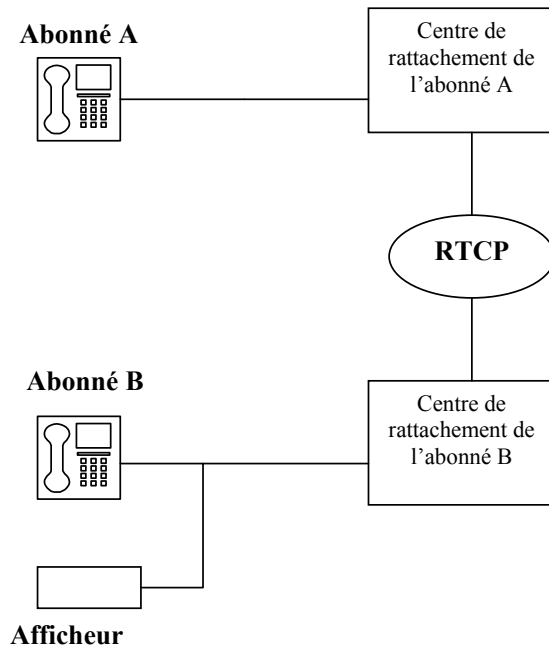 Abonné A
Centre de
rattachement de
l’abonné A
RTCP
Abonné B
Centre de
rattachement de
l’abonné B
Afficheur